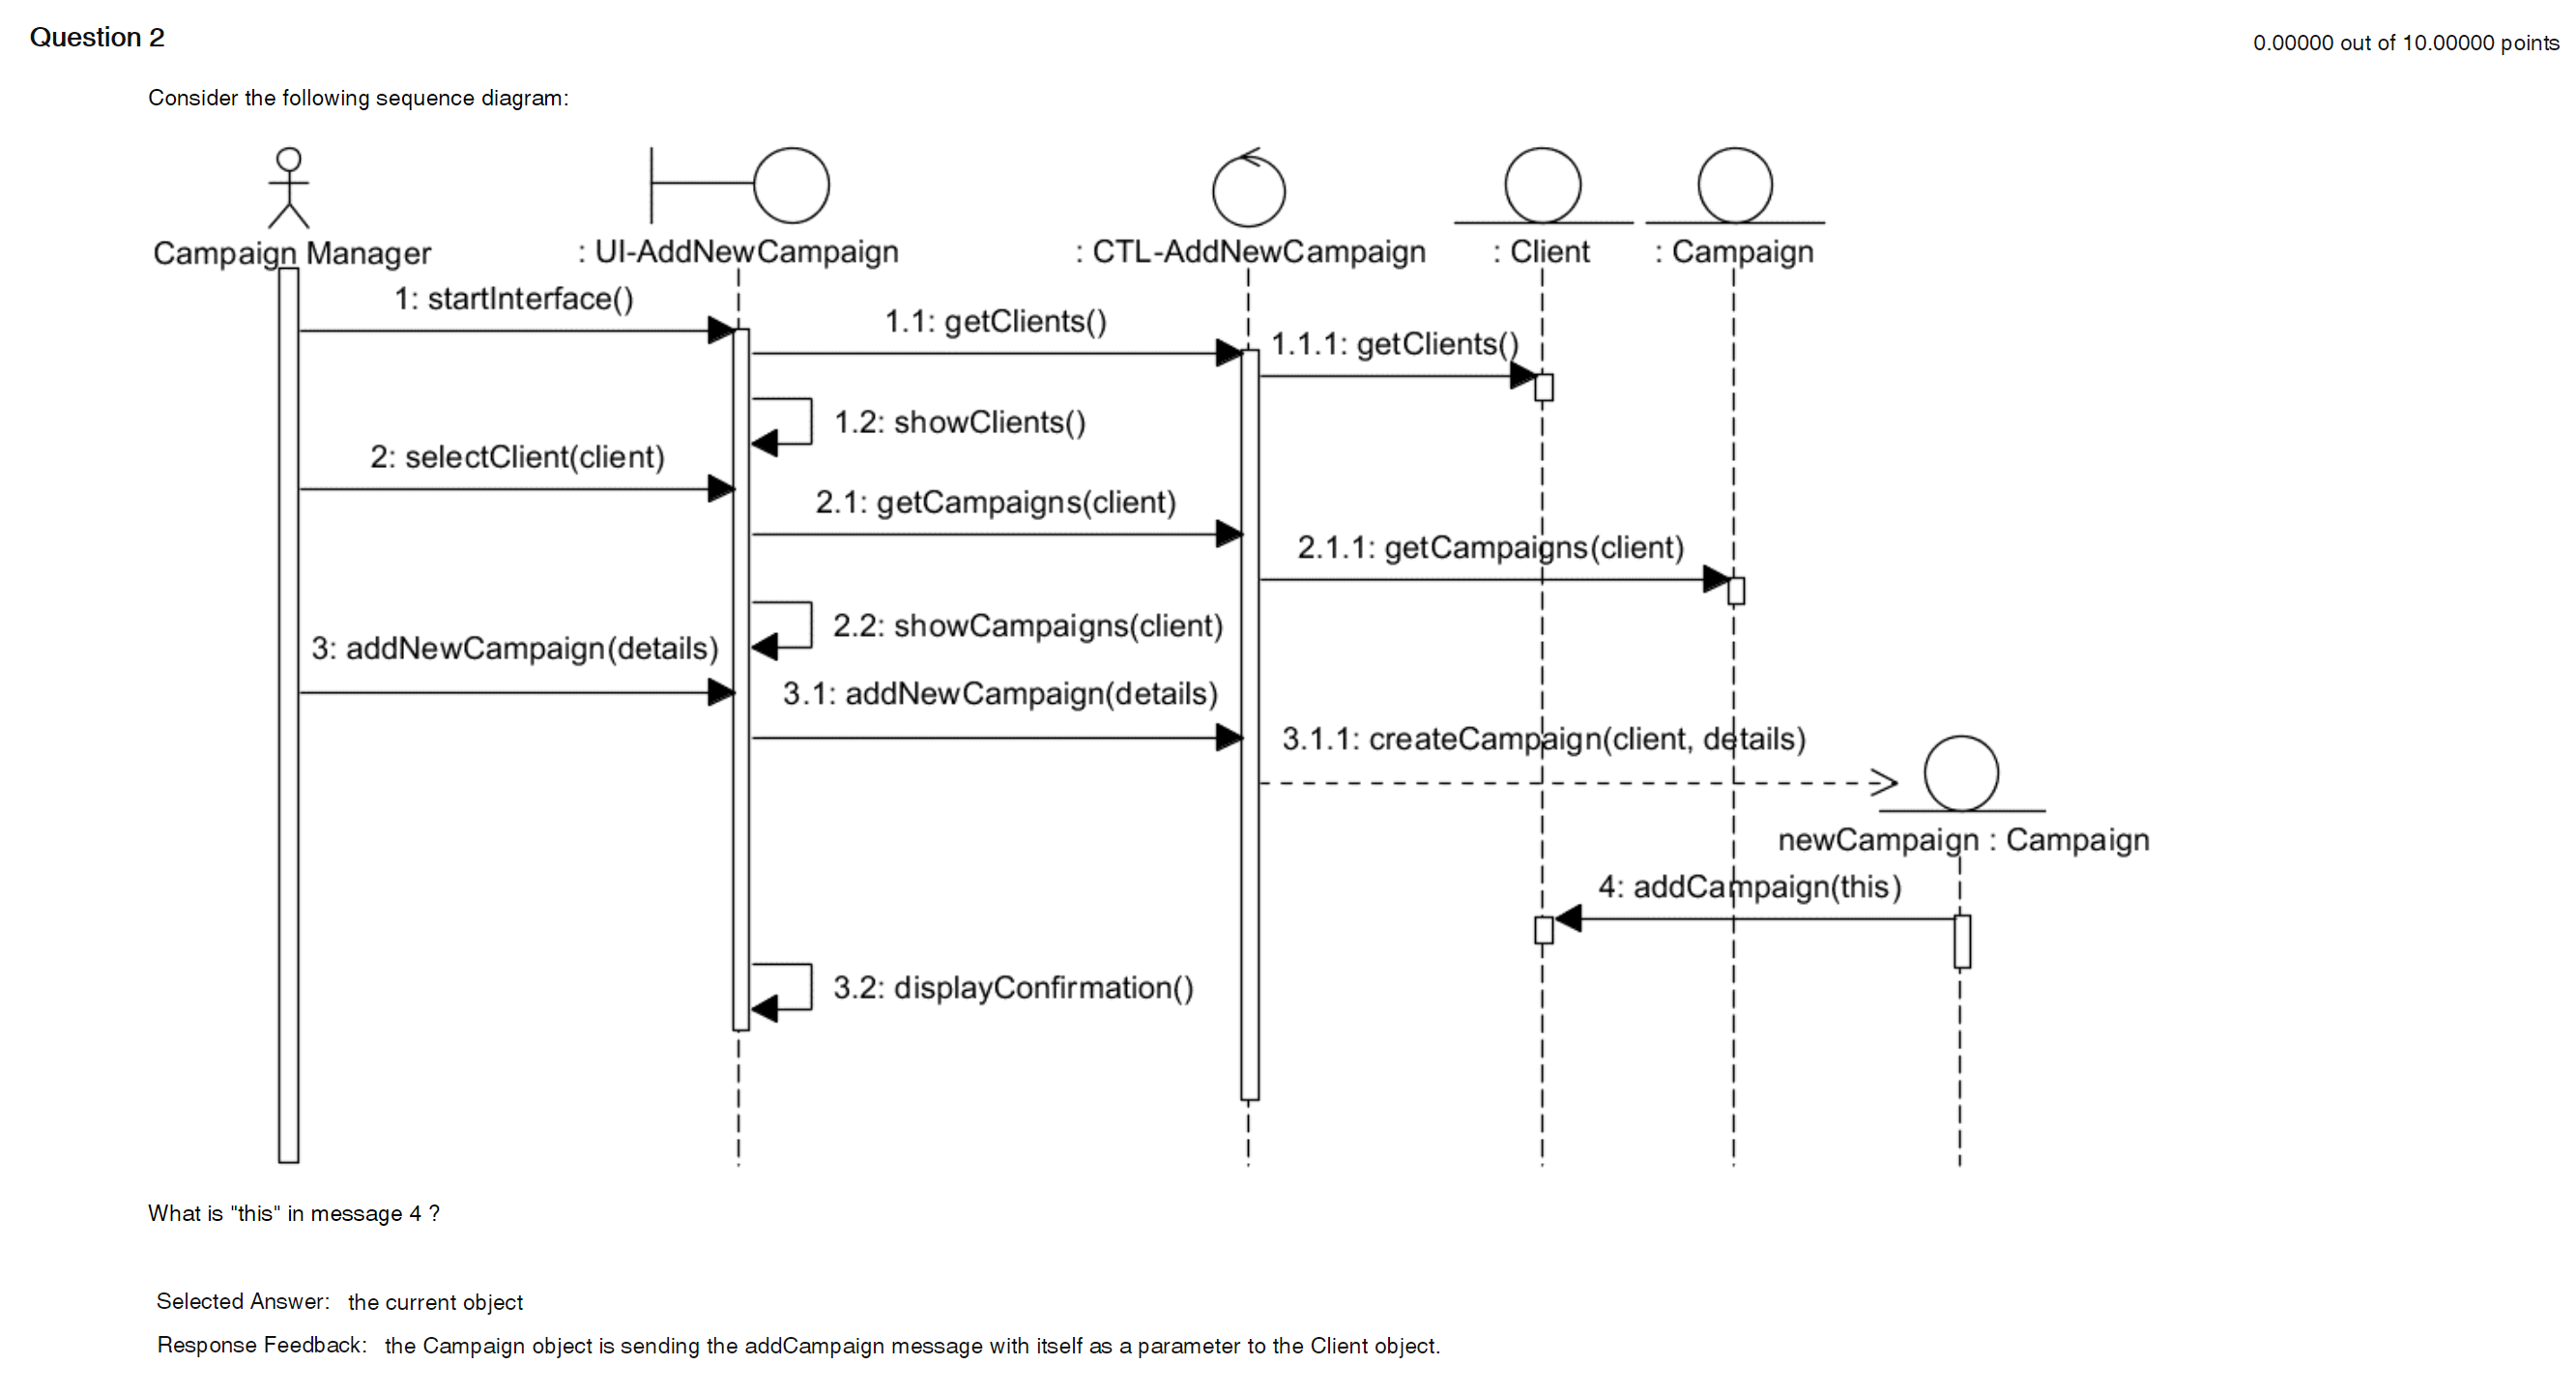 Question 2
0.00000 out of 10.00000 points
Consider the following sequence diagram:
Campaign Manager
: UI-AddNewCampaign
: CTL-AddNewCampaign
: Client
: Campaign
1: startInterface()
1.1: getClients()
1.1.1: getClients()
1.2: showClients()
2: selectClient(client)
2.1: getCampaigns(client)
2.1.1: getCampaigns(client)
2.2: showCampaigns(client)
3: addNewCampaign(details)
3.1: addNewCampaign(details)
3.1.1: createCampaign(client, details)
newCampaign : Campaign
4: addCampaign(this)
3.2: displayConfirmation()
What is "this" in message 4 ?
Selected Answer: the current object
Response Feedback: the Campaign object is sending the addCampaign message with itself as a parameter to the Client object.